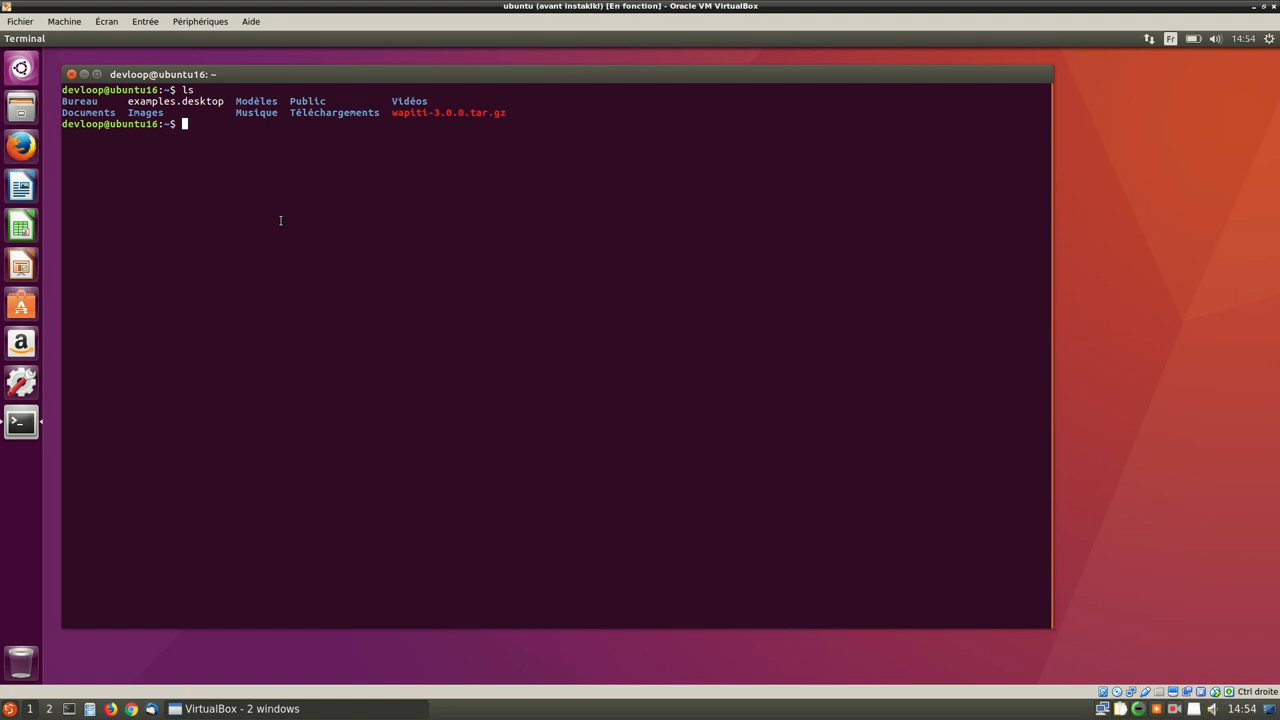 ubuntu (avant instaklkl) [En fonction] - Oracle VM VirtualBox
Fichier Machine Écran Entrée Périphériques Aide
Terminal Fr 14:54
devloop@ubuntu16: ~
devloop@ubuntu16:~$ ls
Bureau examples.desktop Modèles Public Vidéos
Documents Images Musique Téléchargements wapiti-3.0.0.tar.gz
devloop@ubuntu16:~$
Ctrl droite
1 2 VirtualBox - 2 windows 14:54